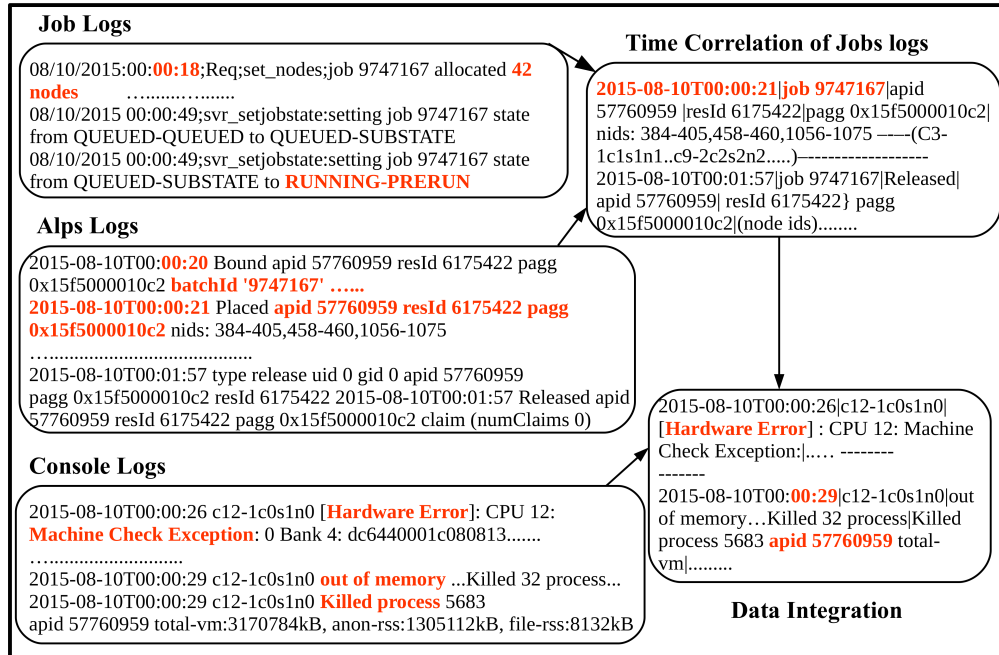 Job Logs
08/10/2015:00:00:18;Req;set_nodes;job 9747167 allocated 42
nodes ….......…......
08/10/2015 00:00:49;svr_setjobstate:setting job 9747167 state
from QUEUED-QUEUED to QUEUED-SUBSTATE
08/10/2015 00:00:49;svr_setjobstate:setting job 9747167 state
from QUEUED-SUBSTATE to RUNNING-PRERUN
Alps Logs
2015-08-10T00:00:20 Bound apid 57760959 resId 6175422 pagg
0x15f5000010c2 batchId '9747167' …...
2015-08-10T00:00:21 Placed apid 57760959 resId 6175422 pagg
0x15f5000010c2 nids: 384-405,458-460,1056-1075
….........................................
2015-08-10T00:01:57 type release uid 0 gid 0 apid 57760959
pagg 0x15f5000010c2 resId 6175422 2015-08-10T00:01:57 Released apid
57760959 resId 6175422 pagg 0x15f5000010c2 claim (numClaims 0)
Console Logs
2015-08-10T00:00:26 c12-1c0s1n0 [Hardware Error]: CPU 12:
Machine Check Exception: 0 Bank 4: dc6440001c080813.......
…...........................
2015-08-10T00:00:29 c12-1c0s1n0 out of memory ...Killed 32 process...
2015-08-10T00:00:29 c12-1c0s1n0 Killed process 5683
apid 57760959 total-vm:3170784kB, anon-rss:1305112kB, file-rss:8132kB
Time Correlation of Jobs logs
2015-08-10T00:00:21|job 9747167|apid
57760959 |resId 6175422|pagg 0x15f5000010c2|
nids: 384-405,458-460,1056-1075 –---(C3-
1c1s1n1..c9-2c2s2n2.....)–-------------------
2015-08-10T00:01:57|job 9747167|Released|
apid 57760959| resId 6175422} pagg
0x15f5000010c2|(node ids)........
2015-08-10T00:00:26|c12-1c0s1n0|
[Hardware Error] : CPU 12: Machine
Check Exception:|..… --------
-------
2015-08-10T00:00:29|c12-1c0s1n0|out
of memory…Killed 32 process|Killed
process 5683 apid 57760959 total-
vm|.........
Data Integration